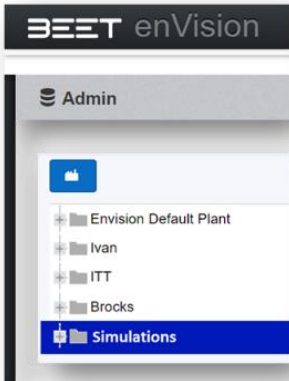 BEET enVision
Admin
Envision Default Plant
Ivan
ITT
Brocks
Simulations